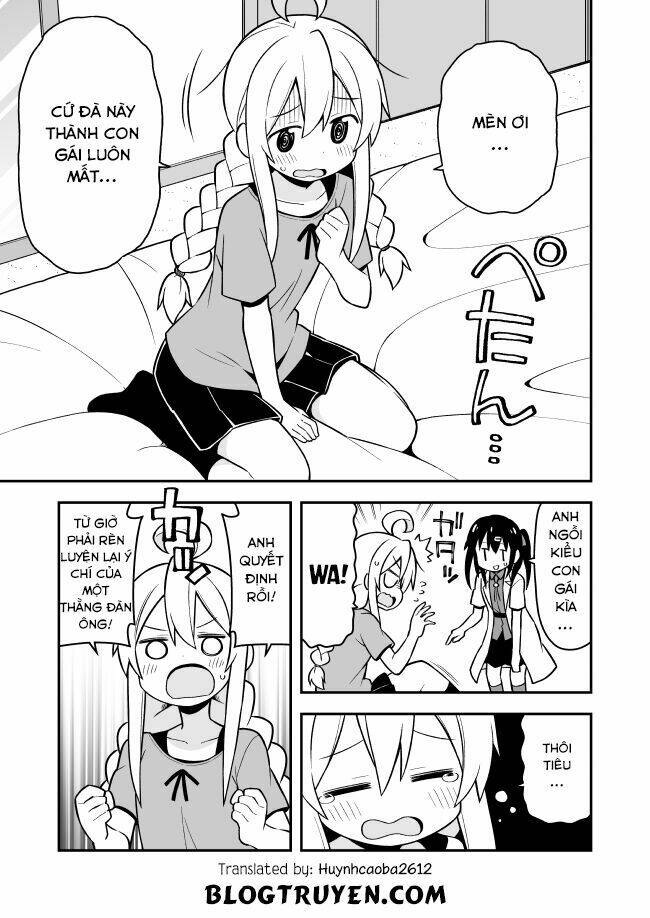 MÈN ƠI
...
CỨ ĐÀ NÀY
THÀNH CON
GÁI LUÔN
MẤT...
ペたん…
ANH
NGỒI
KIỂU
CON
GÁI KÌA
...
ガタッ
WA!
THÔI
TIÊU
...
ANH
QUYẾT
ĐỊNH
RỒI!
カッ!!
TỪ GIỜ
PHẢI RÈN
LUYỆN LẠI Ý
CHÍ CỦA
MỘT
THẰNG ĐÀN
ÔNG!
Translated by: Huynhcaoba2612
BLOGTRUYEN.COM